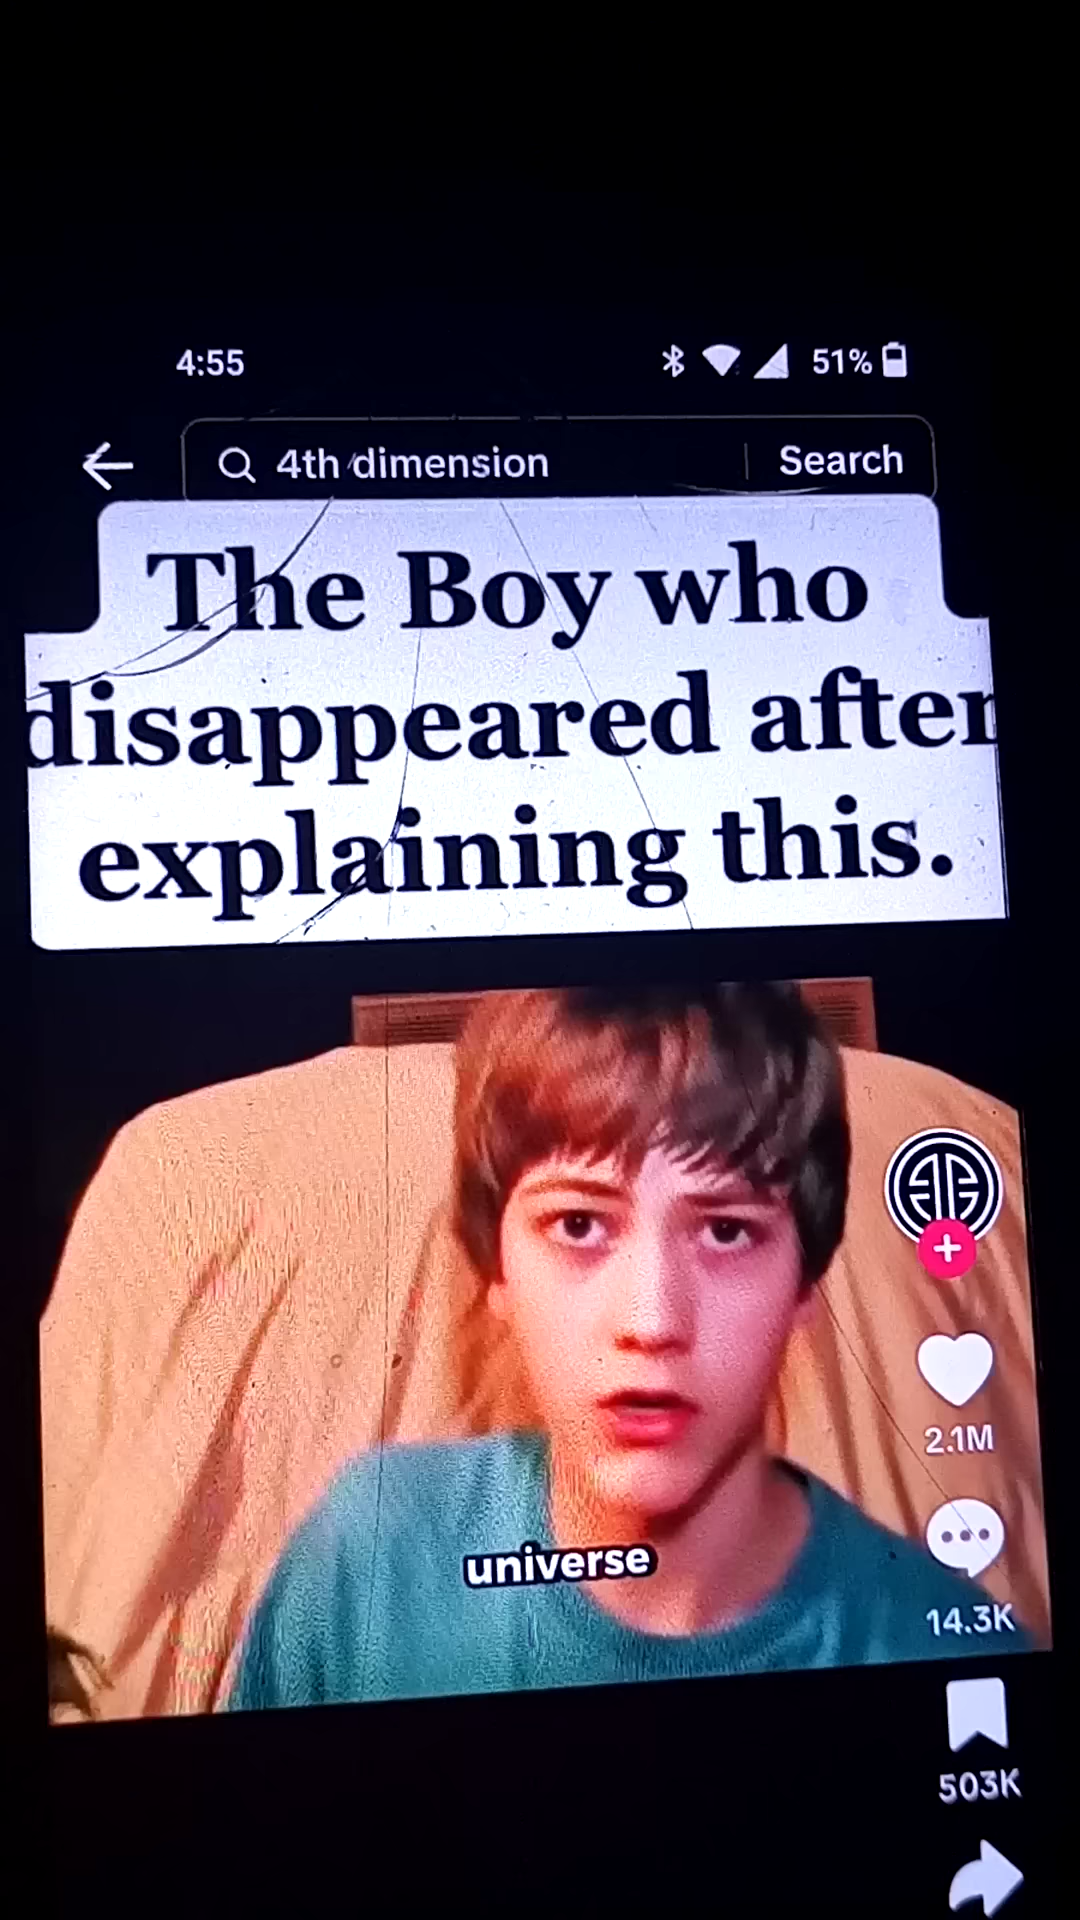 4:55
51%
4th dimension
Search
The Boy who
disappeared after
explaining this.
universe
2.1M
14.3K
503K